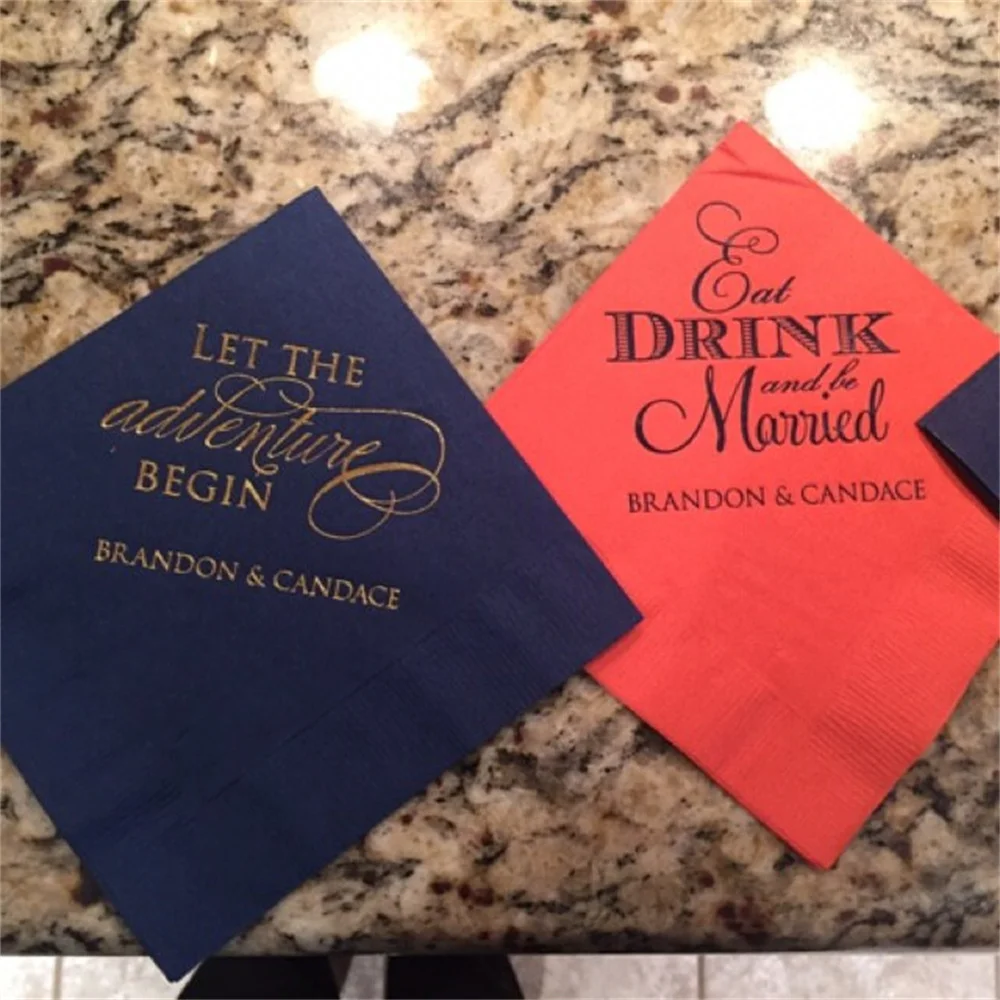 LET THE
adventure
BEGIN
BRANDON & CANDACE
Eat
DRINK
and be
Married
BRANDON & CANDACE